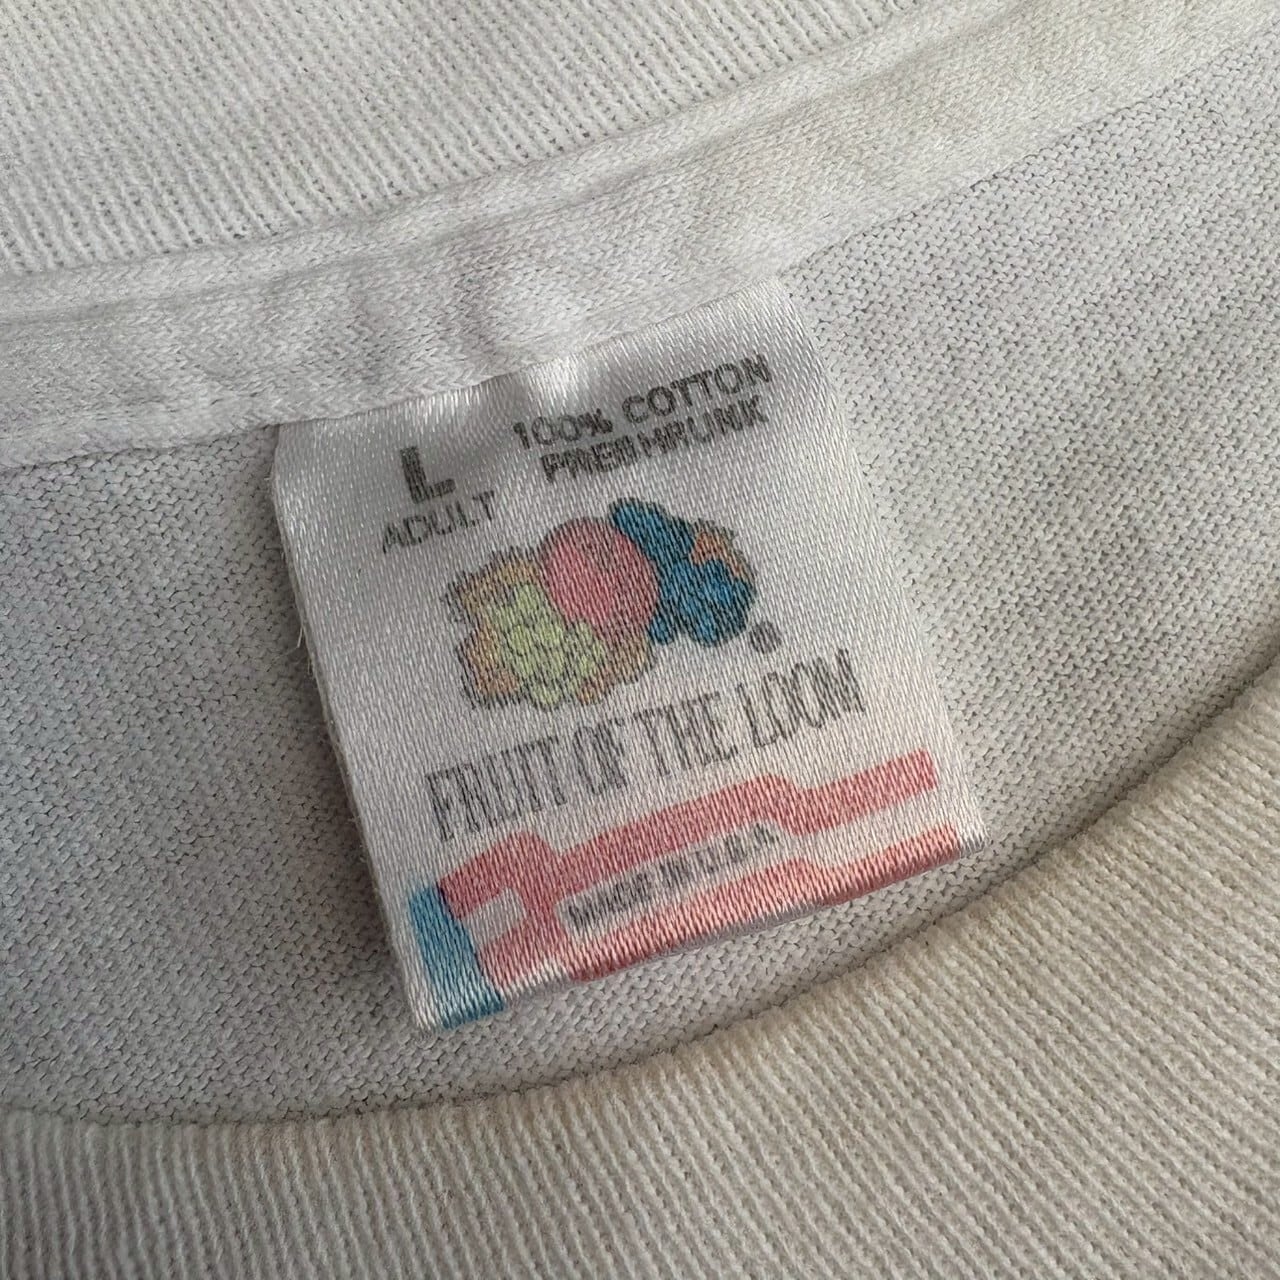 L
ADULT
100% COTTON
PRESHRUNK
®
FRUIT OF THE LOOM
MADE IN U.S.A.